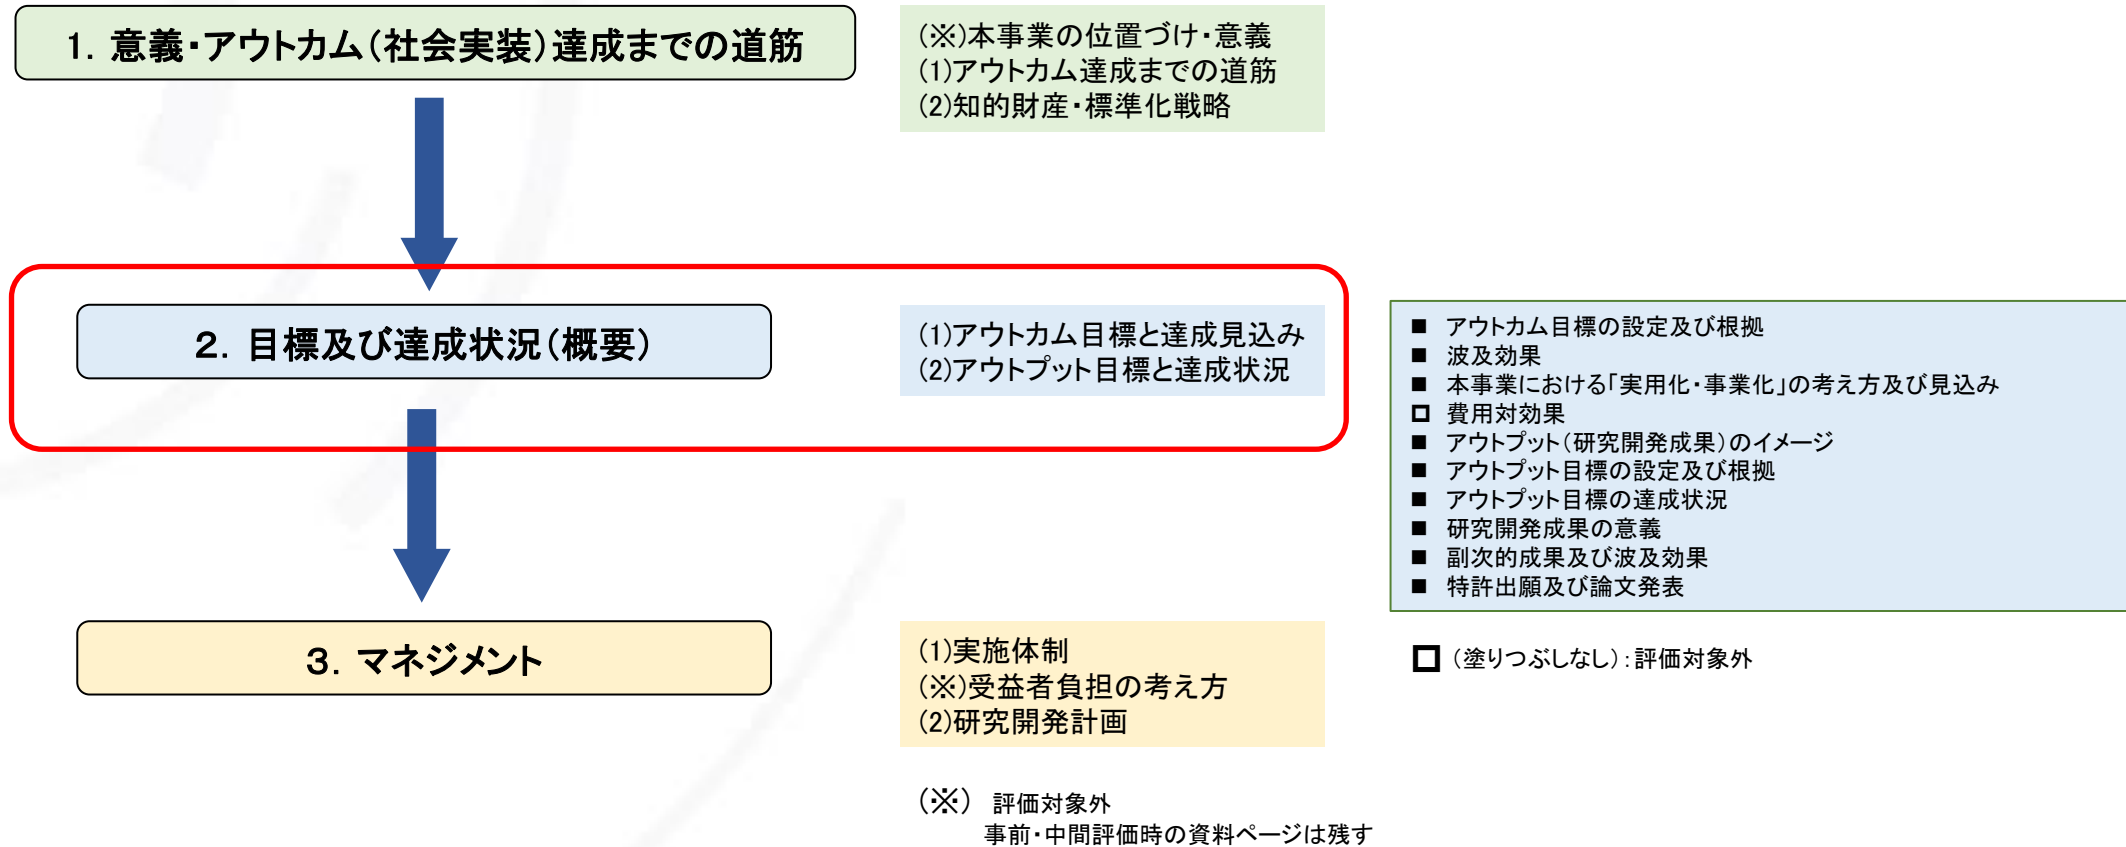 1．意義・アウトカム（社会実装）達成までの道筋
(※)本事業の位置づけ・意義
(1)アウトカム達成までの道筋
(2)知的財産・標準化戦略
２．目標及び達成状況（概要）
(1)アウトカム目標と達成見込み
(2)アウトプット目標と達成状況
■ アウトカム目標の設定及び根拠
■ 波及効果
■ 本事業における「実用化・事業化」の考え方及び見込み
□ 費用対効果
■ アウトプット（研究開発成果）のイメージ
■ アウトプット目標の設定及び根拠
■ アウトプット目標の達成状況
■ 研究開発成果の意義
■ 副次的成果及び波及効果
■ 特許出願及び論文発表
３．マネジメント
(1)実施体制
(※)受益者負担の考え方
(2)研究開発計画
□（塗りつぶしなし）：評価対象外
(※) 評価対象外
事前・中間評価時の資料ページは残す